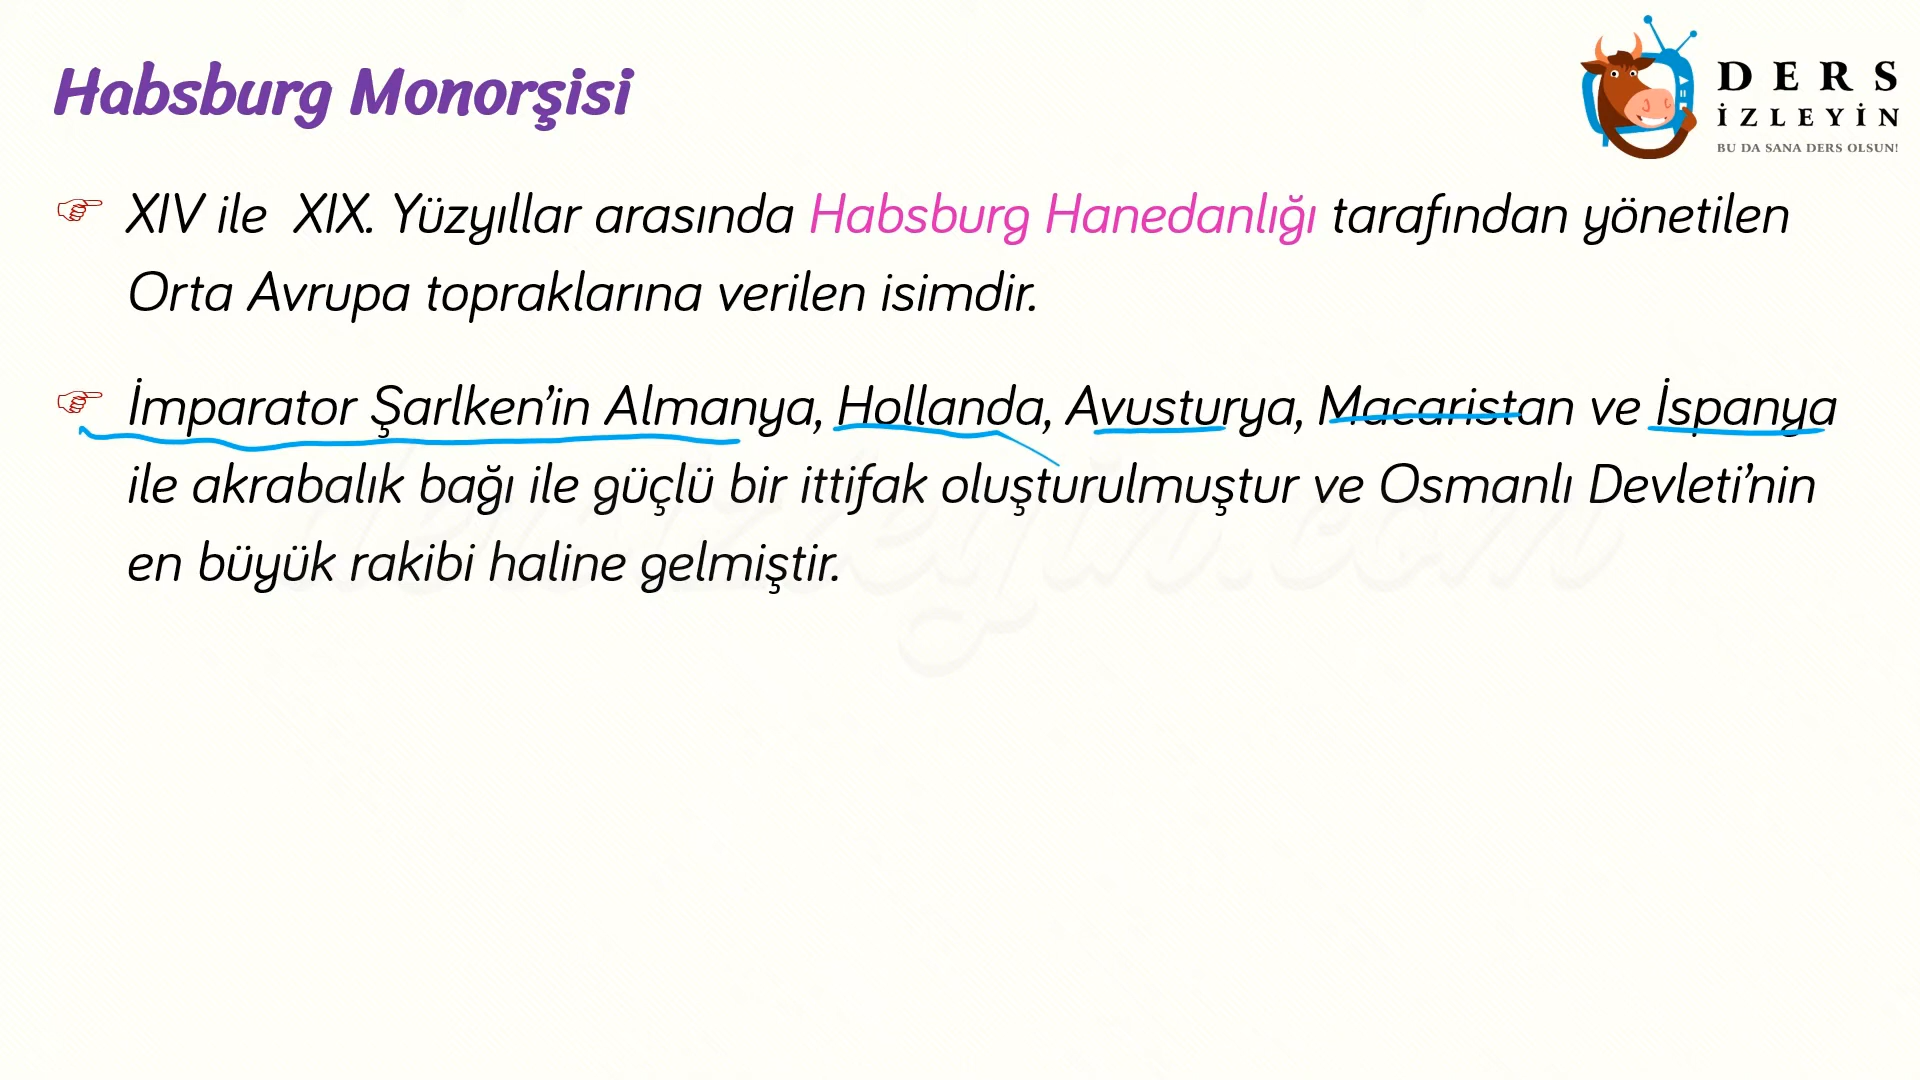 Habsburg Monorşisi
DERS
İZLEYİN
BU DA SANA DERS OLSUN!
XIV ile XIX. Yüzyıllar arasında Habsburg Hanedanlığı tarafından yönetilen
Orta Avrupa topraklarına verilen isimdir.
İmparator Şarlken’in Almanya, Hollanda, Avusturya, Macaristan ve İspanya
ile akrabalık bağı ile güçlü bir ittifak oluşturulmuştur ve Osmanlı Devleti’nin
en büyük rakibi haline gelmiştir.
dersizleyin.com